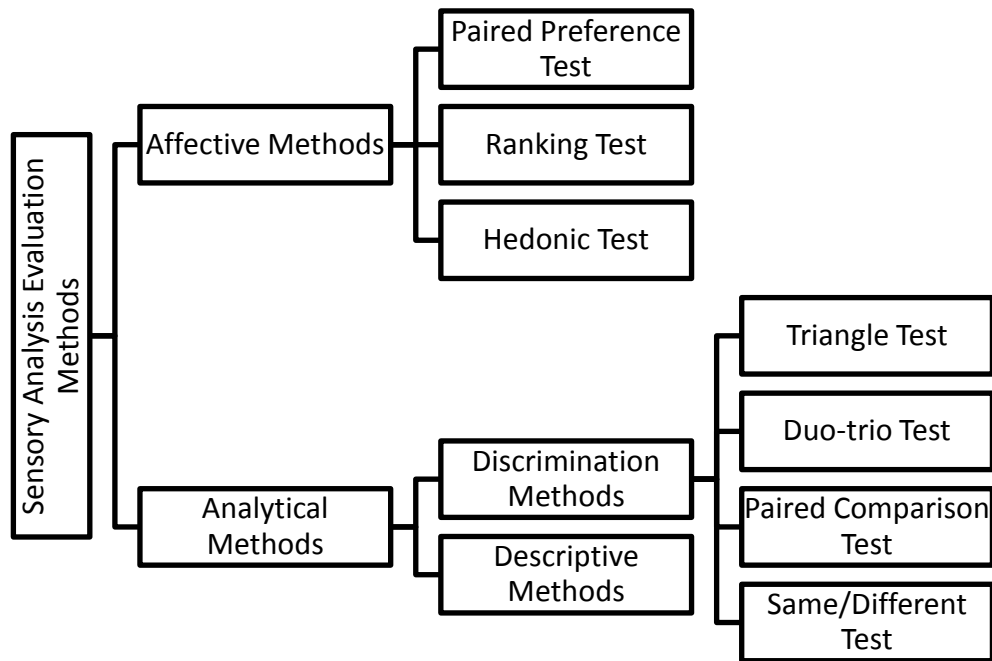 Sensory Analysis Evaluation
Methods
Affective Methods
Paired Preference
Test
Ranking Test
Hedonic Test
Analytical
Methods
Discrimination
Methods
Triangle Test
Duo-trio Test
Paired Comparison
Test
Same/Different
Test
Descriptive
Methods